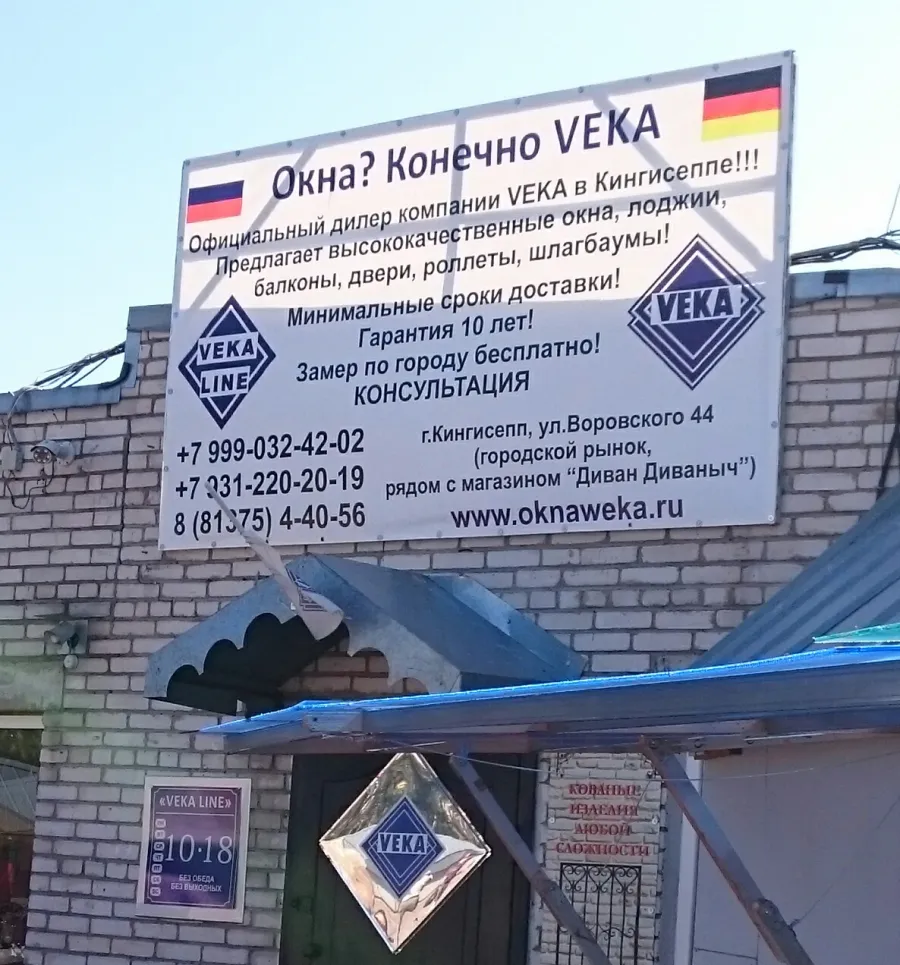 Окна? Конечно VEKA
Официальный дилер компании VEKA в Кингисеппе!!!
Предлагает высококачественные окна, лоджии,
балконы, двери, роллеты, шлагбаумы!
Минимальные сроки доставки!
Гарантия 10 лет!
Замер по городу бесплатно!
КОНСУЛЬТАЦИЯ
VEKA
LINE
VEKA
+7 999-032-42-02
+7 931-220-20-19
8 (81375) 4-40-56
г.Кингисепп, ул.Воровского 44
(городской рынок,
рядом с магазином “Диван Диваныч”)
www.oknaweka.ru
«VEKA LINE»
10·18
БЕЗ ОБЕДА
БЕЗ ВЫХОДНЫХ
VEKA
КОВАНЫЕ
ИЗДЕЛИЯ
ЛЮБОЙ
СЛОЖНОСТИ